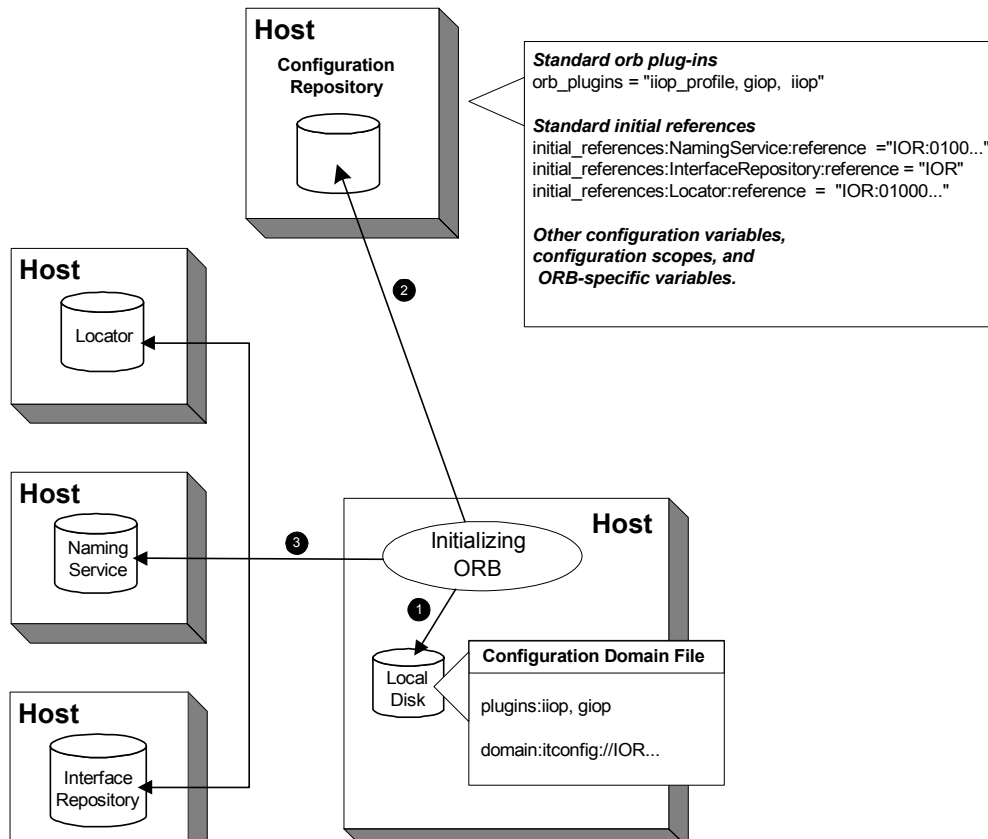 Host
Configuration
Repository
Standard orb plug-ins
orb_plugins = "iiop_profile, giop, iiop"
Standard initial references
initial_references:NamingService:reference ="IOR:0100..."
initial_references:InterfaceRepository:reference = "IOR"
initial_references:Locator:reference = "IOR:01000..."
Other configuration variables,
configuration scopes, and
ORB-specific variables.
2
Host
Locator
Host
Naming
Service
3
Host
Initializing
ORB
1
Local
Disk
Configuration Domain File
plugins:iiop, giop
domain:itconfig://IOR...
Host
Interface
Repository